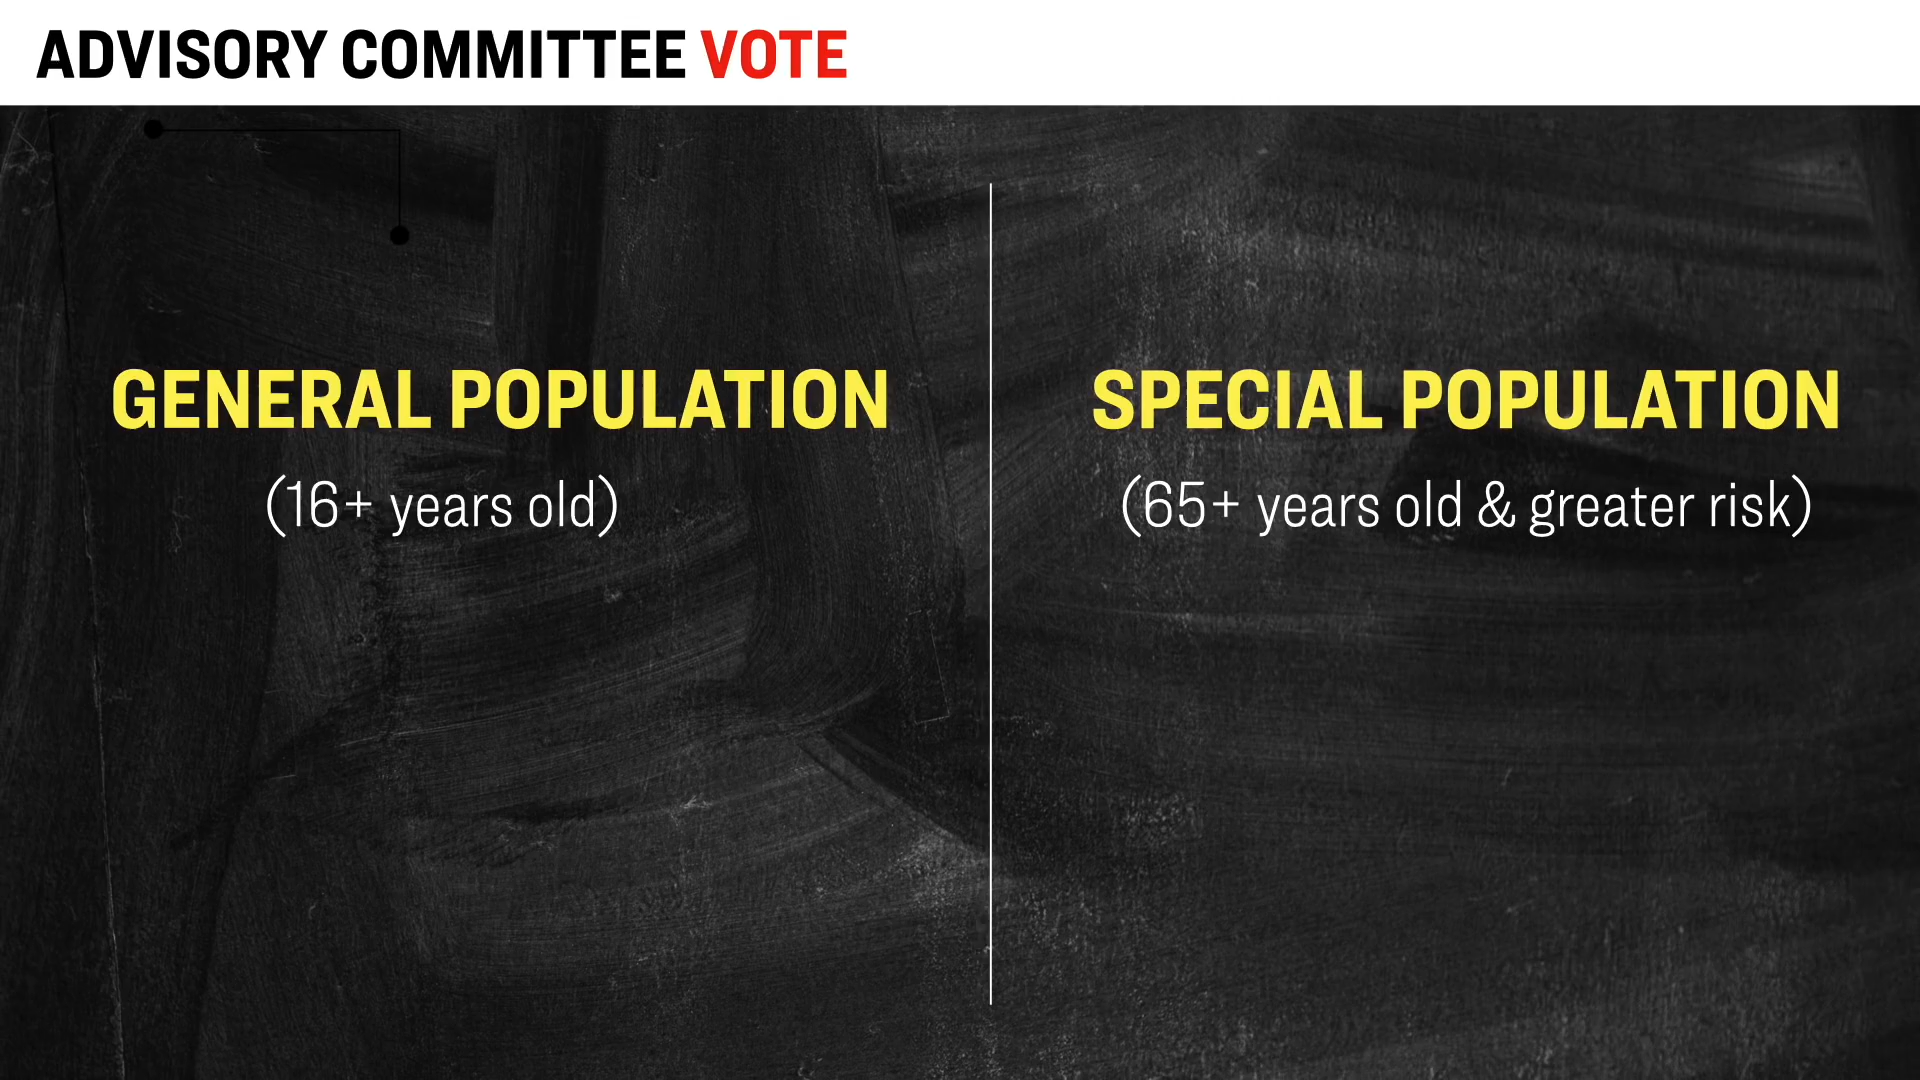 ADVISORY COMMITTEE VOTE
GENERAL POPULATION
(16+ years old)
SPECIAL POPULATION
(65+ years old & greater risk)